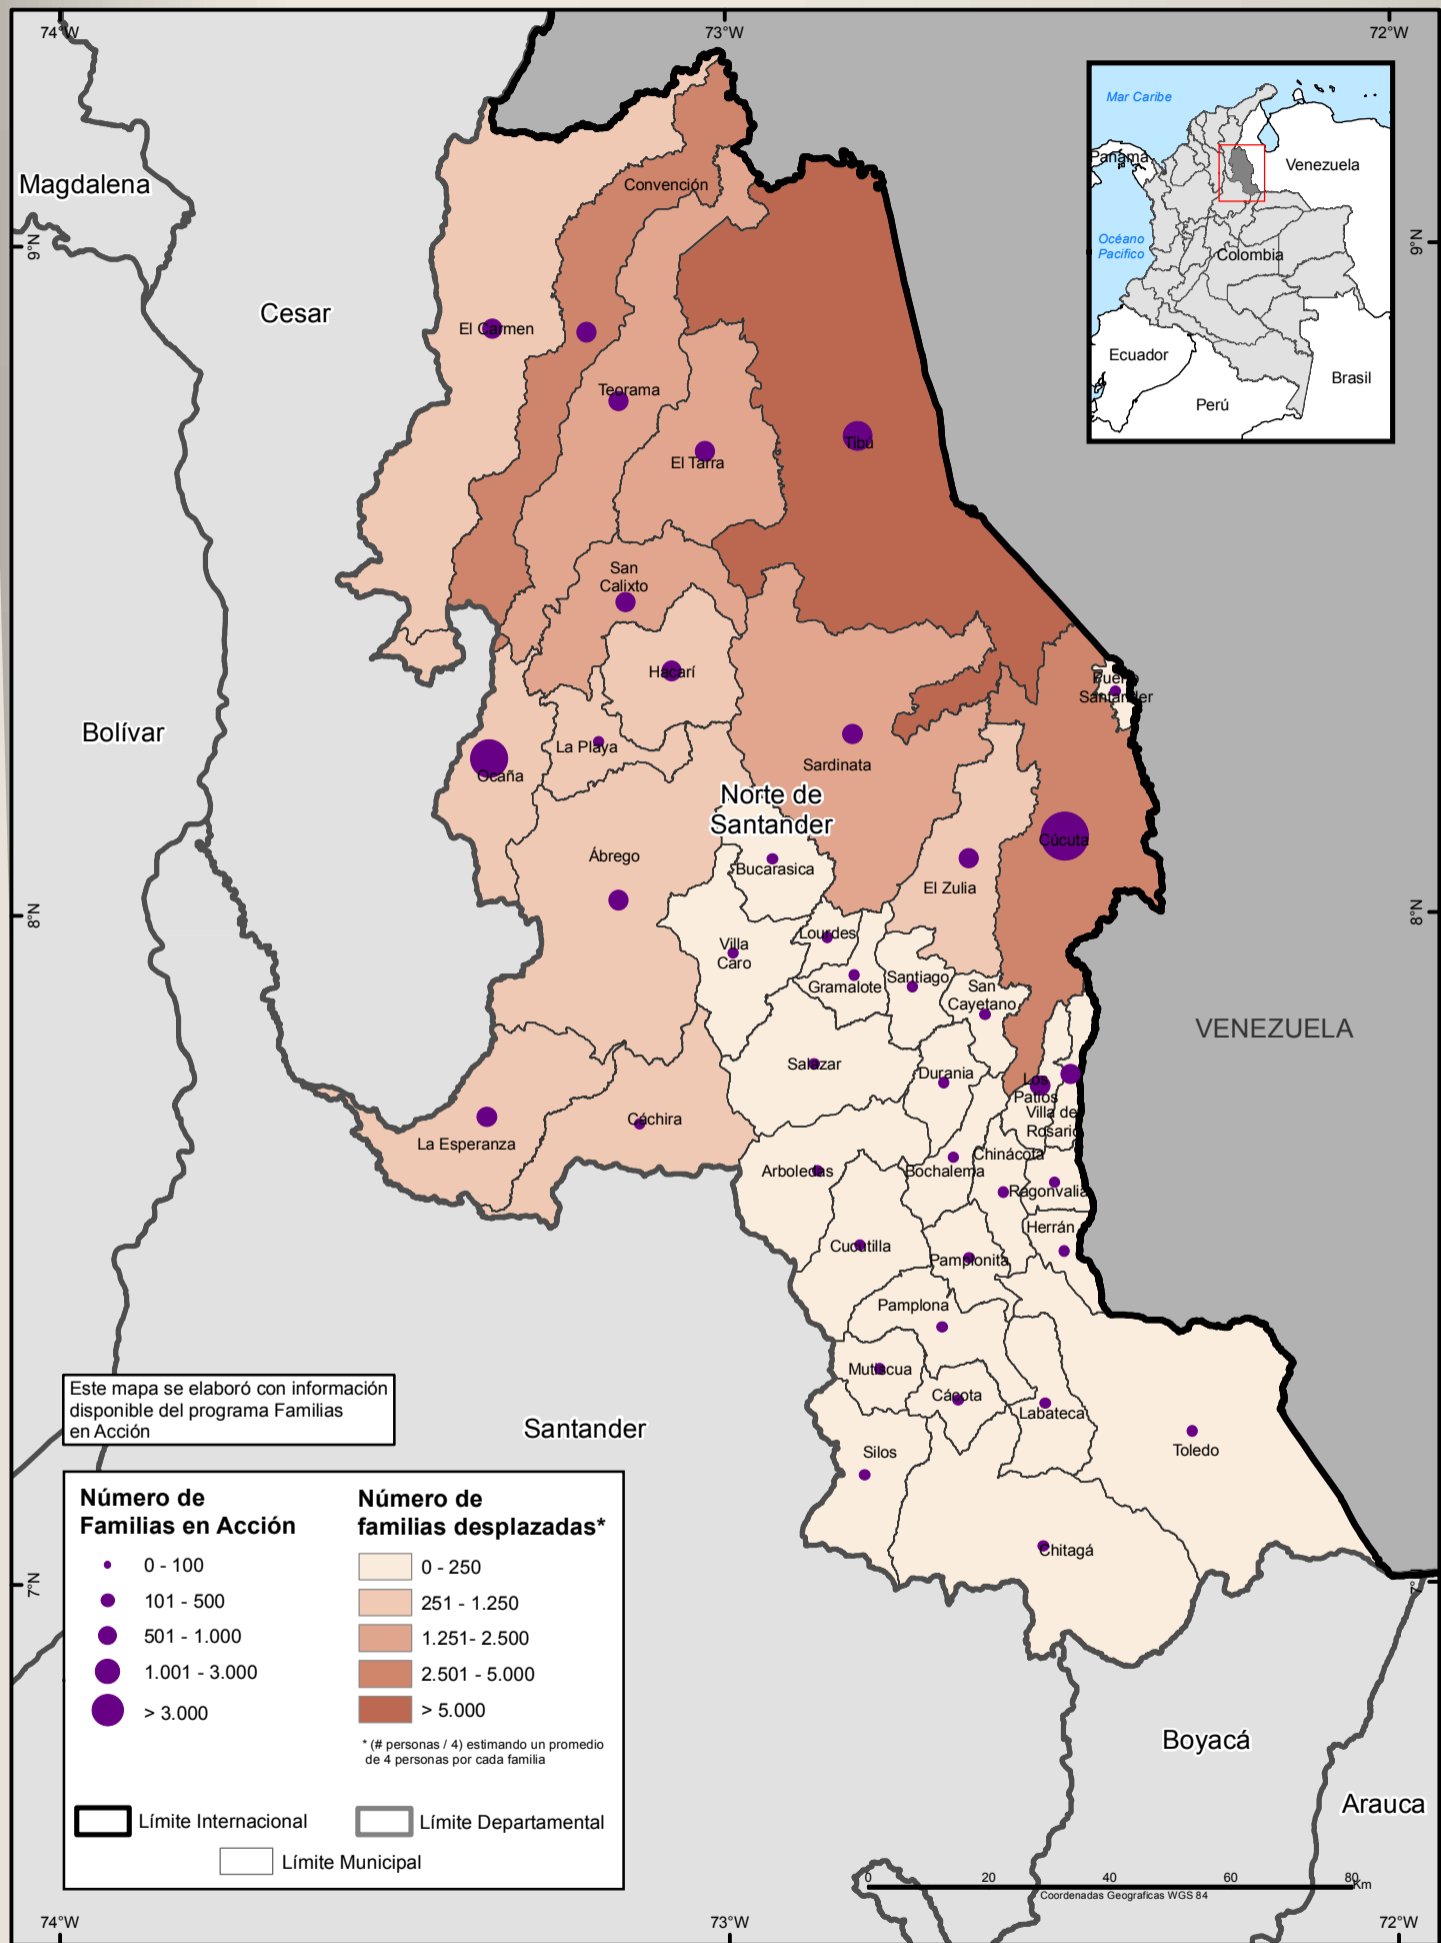 74°W
73°W
72°W
Mar Caribe
Panamá
Venezuela
Océano
Pacifico
Colombia
Ecuador
Brasil
Perú
9°N
9°N
Magdalena
Cesar
Convención
El Carmen
Teorama
El Tarra
Tibú
San
Calixto
Hacarí
Puerto
Santander
Bolívar
La Playa
Ocaña
Sardinata
Norte de
Santander
Cúcuta
Ábrego
Bucarasica
El Zulia
8°N
8°N
Villa
Caro
Lourdes
Gramalote
Santiago
San
Cayetano
VENEZUELA
Salazar
Durania
Los
Patios
Villa de
Rosario
La Esperanza
Cáchira
Arboledas
Bochalema
Chinácota
Ragonvalia
Herrán
Cucutilla
Pamplonita
Pamplona
Mutiscua
Cácota
Labateca
Toledo
Silos
Chitagá
Santander
Este mapa se elaboró con información
disponible del programa Familias
en Acción
Número de
Familias en Acción
0 - 100
101 - 500
501 - 1.000
1.001 - 3.000
> 3.000
Número de
familias desplazadas*
0 - 250
251 - 1.250
1.251- 2.500
2.501 - 5.000
> 5.000
* (# personas / 4) estimando un promedio
de 4 personas por cada familia
Límite Internacional
Límite Departamental
Límite Municipal
7°N
7°N
Boyacá
Arauca
0 20 40 60 80 Km
Coordenadas Geograficas WGS 84
74°W
73°W
72°W